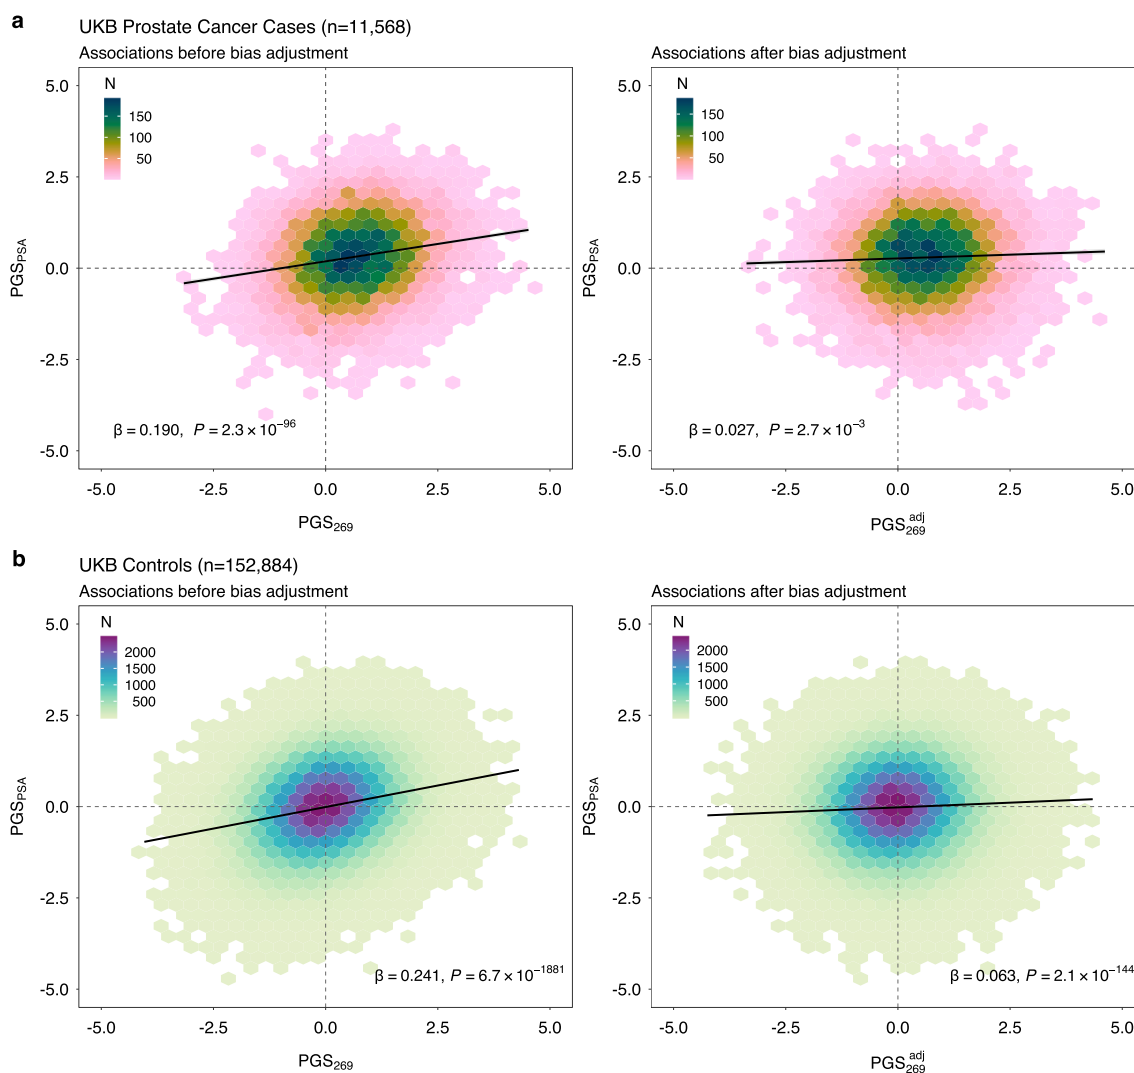 a
UKB Prostate Cancer Cases (n=11,568)
Associations before bias adjustment
N
150
100
50
5.0
2.5
0.0
-2.5
-5.0
PGS_PSA
β = 0.190, P = 2.3 × 10^−96
-5.0 -2.5 0.0 2.5 5.0
PGS_269
Associations after bias adjustment
N
150
100
50
5.0
2.5
0.0
-2.5
-5.0
PGS_PSA
β = 0.027, P = 2.7 × 10^−3
-5.0 -2.5 0.0 2.5 5.0
PGS_269^adj
b
UKB Controls (n=152,884)
Associations before bias adjustment
N
2000
1500
1000
500
5.0
2.5
0.0
-2.5
-5.0
PGS_PSA
β = 0.241, P = 6.7 × 10^−1881
-5.0 -2.5 0.0 2.5 5.0
PGS_269
Associations after bias adjustment
N
2000
1500
1000
500
5.0
2.5
0.0
-2.5
-5.0
PGS_PSA
β = 0.063, P = 2.1 × 10^−144
-5.0 -2.5 0.0 2.5 5.0
PGS_269^adj